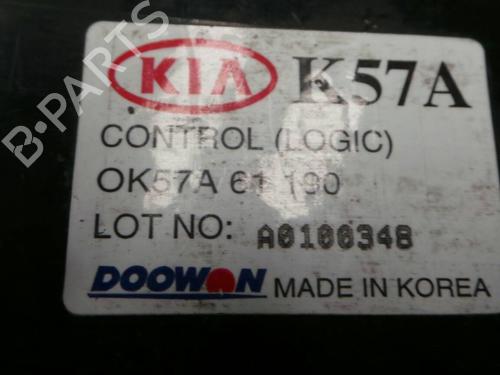 KIA K57A
CONTROL (LOGIC)
OK57A 61 190
LOT NO: A0100348
DOOWON MADE IN KOREA
B-PARTS